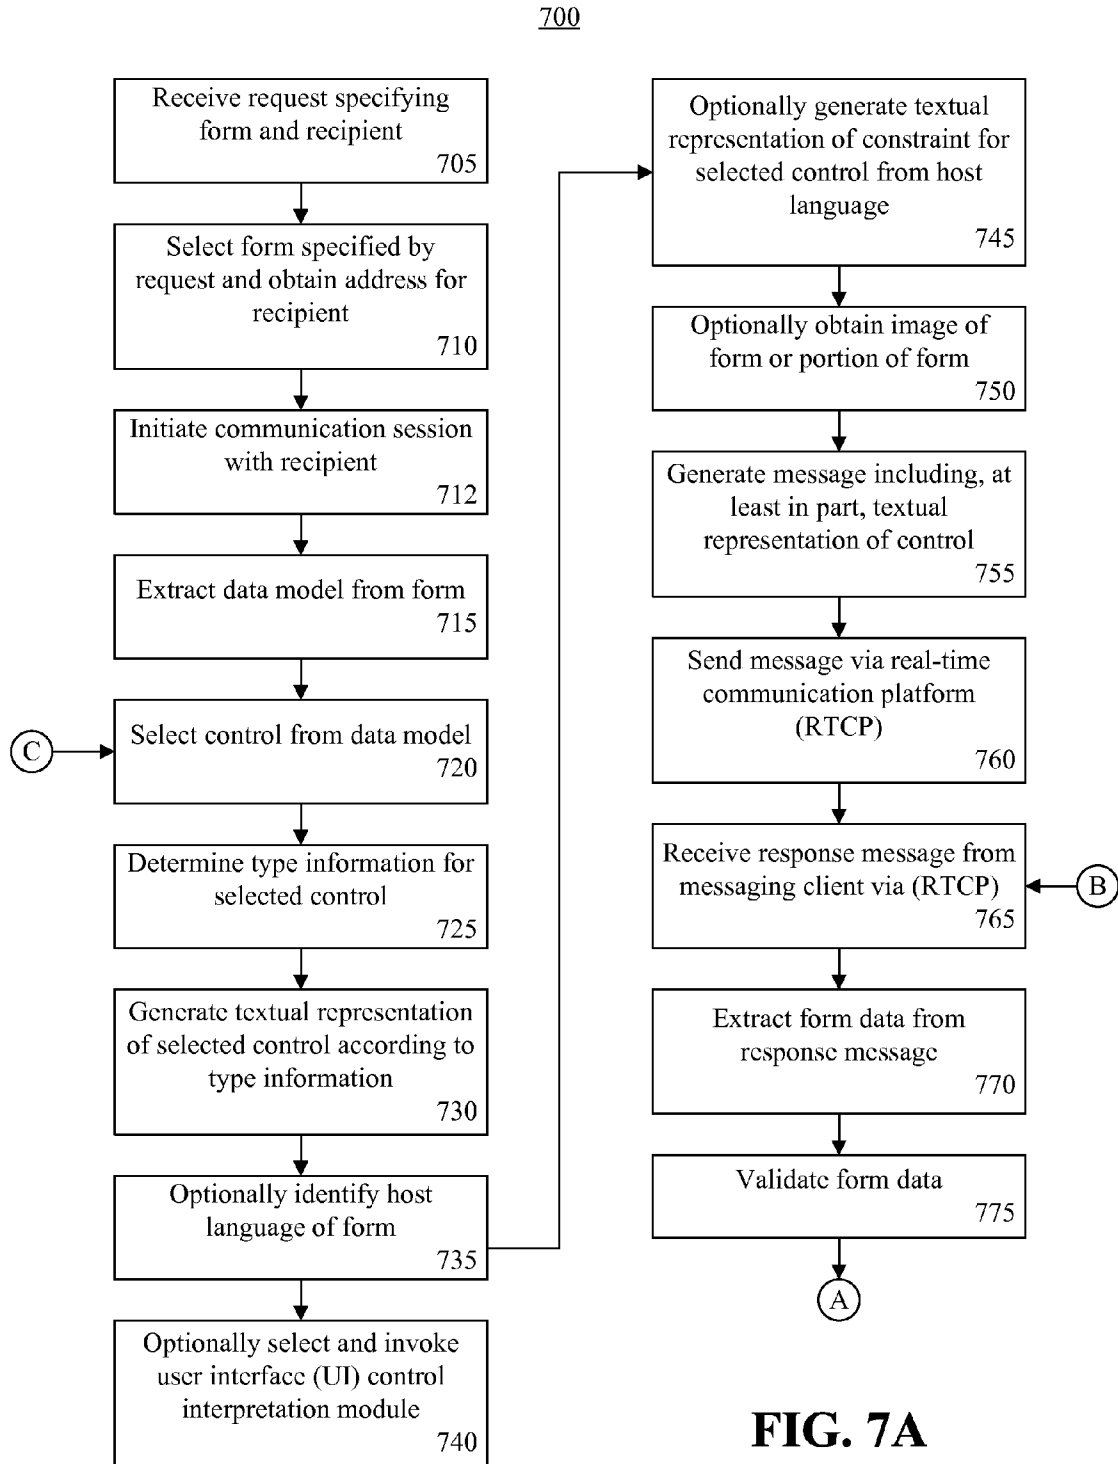 700
Receive request specifying
form and recipient
705
Select form specified by
request and obtain address for
recipient
710
Initiate communication session
with recipient
712
Extract data model from form
715
C
Select control from data model
720
Determine type information for
selected control
725
Generate textual representation
of selected control according to
type information
730
Optionally identify host
language of form
735
Optionally select and invoke
user interface (UI) control
interpretation module
740
Optionally generate textual
representation of constraint for
selected control from host
language
745
Optionally obtain image of
form or portion of form
750
Generate message including, at
least in part, textual
representation of control
755
Send message via real-time
communication platform
(RTCP)
760
Receive response message from
messaging client via (RTCP)
765
B
Extract form data from
response message
770
Validate form data
775
A
FIG. 7A